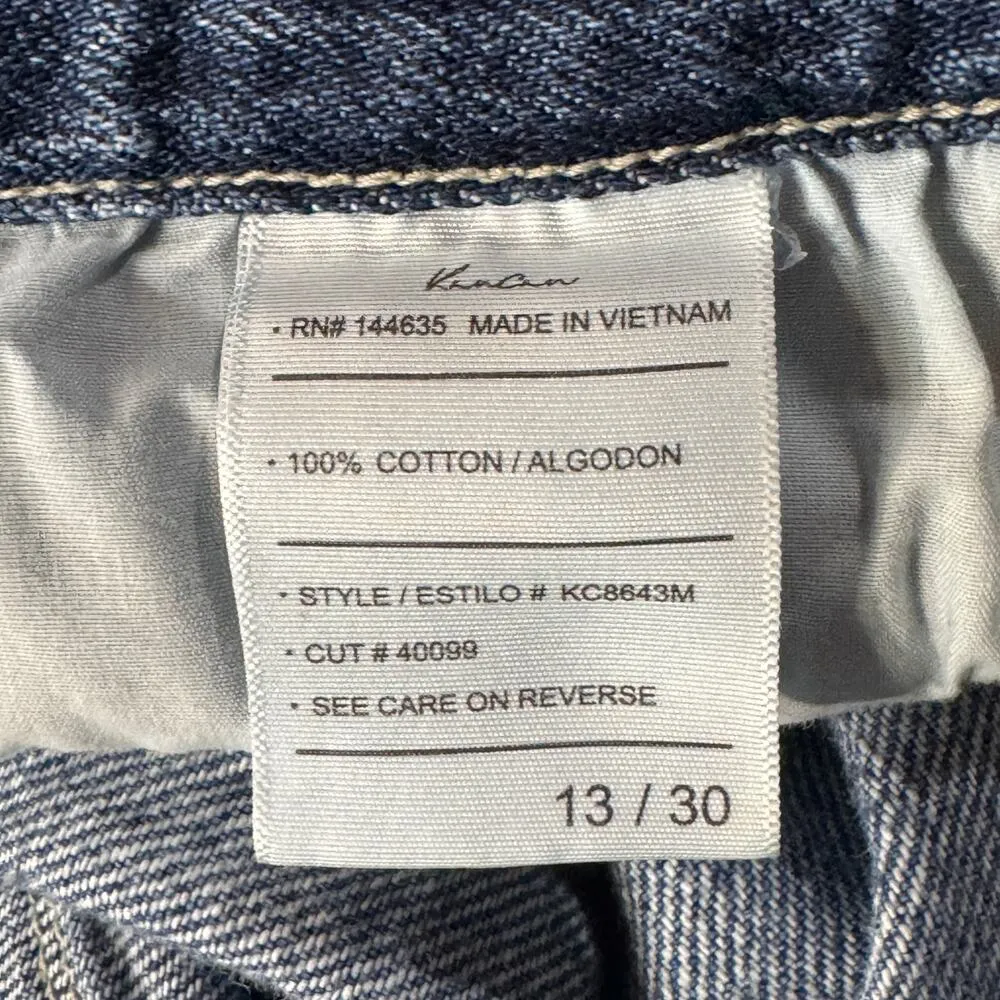 KanCan
• RN# 144635 MADE IN VIETNAM
• 100% COTTON / ALGODON
• STYLE / ESTILO # KC8643M
• CUT # 40099
• SEE CARE ON REVERSE
13 / 30